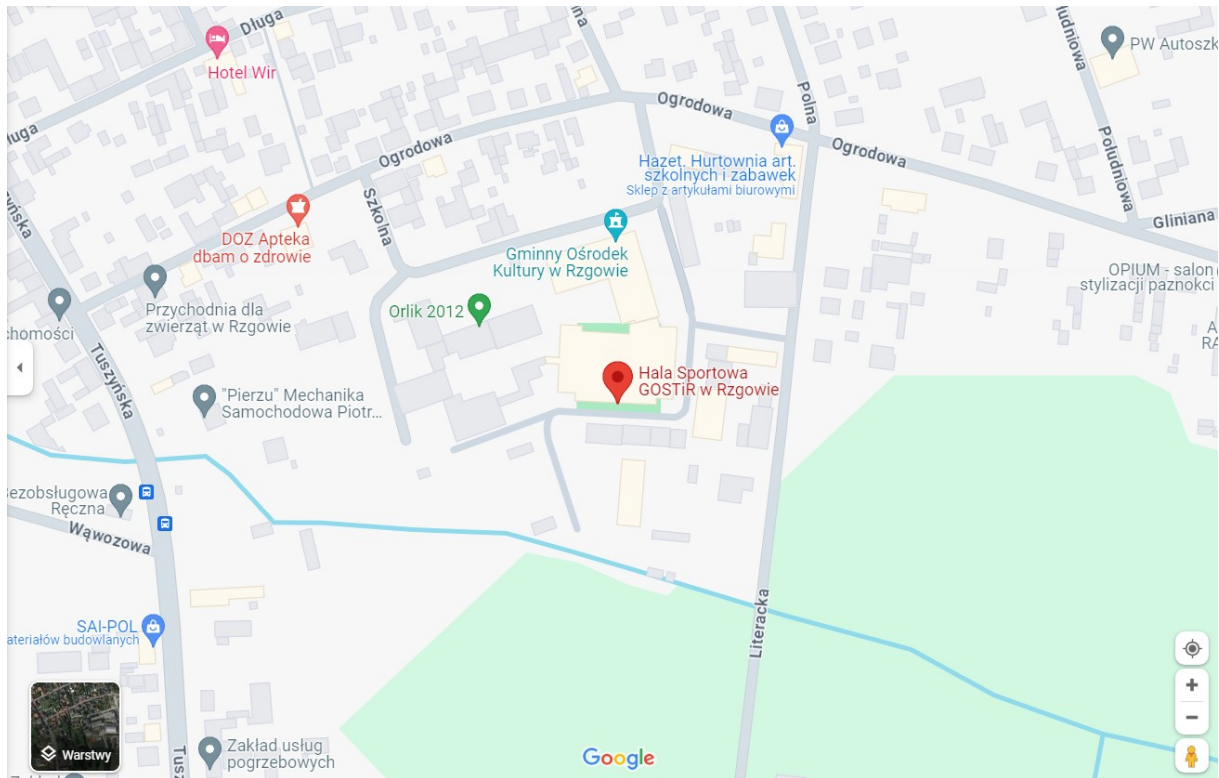 Długa
Hotel Wir
Ogrodowa
Polna
Ogrodowa
Południowa
PW Autoszk
Hazet. Hurtownia art.
szkolnych i zabawek
Sklep z artykułami biurowymi
Ogrodowa
Szkolna
Gliniana
DOZ Apteka
dbam o zdrowie
Gminny Ośrodek
Kultury w Rzgowie
OPIUM - salon
stylizacji paznokci
Przychodnia dla
zwierząt w Rzgowie
Orlik 2012
Tuszyńska
Hala Sportowa
GOSTiR w Rzgowie
"Pierzu" Mechanika
Samochodowa Piotr...
ezobsługowa
Ręczna
Wąwozowa
SAI-POL
ateriałów budowlanych
Literacka
Warstwy
Zakład usług
pogrzebowych
Google